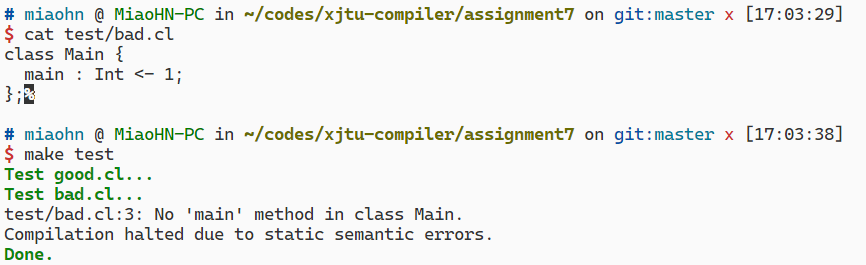 # miaohn @ MiaoHN-PC in ~/codes/xjtu-compiler/assignment7 on git:master x [17:03:29]
$ cat test/bad.cl
class Main {
  main : Int <- 1;
};%
# miaohn @ MiaoHN-PC in ~/codes/xjtu-compiler/assignment7 on git:master x [17:03:38]
$ make test
Test good.cl...
Test bad.cl...
test/bad.cl:3: No 'main' method in class Main.
Compilation halted due to static semantic errors.
Done.